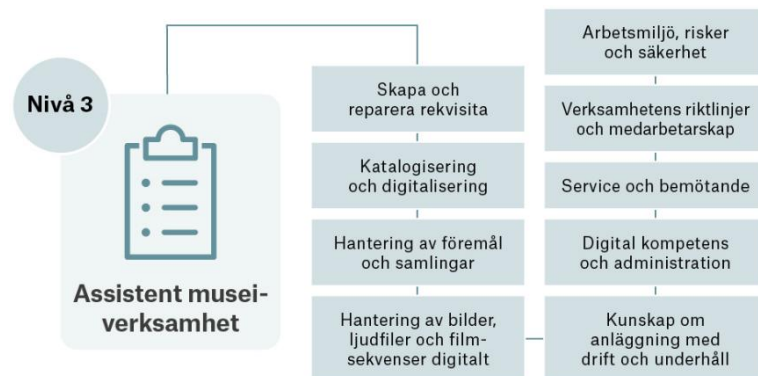 Nivå 3
Assistent musei-
verksamhet
Skapa och
reparera rekvisita
Katalogisering
och digitalisering
Hantering av föremål
och samlingar
Hantering av bilder,
ljudfiler och film-
sekvenser digitalt
Arbetsmiljö, risker
och säkerhet
Verksamhetens riktlinjer
och medarbetarskap
Service och bemötande
Digital kompetens
och administration
Kunskap om
anläggning med
drift och underhåll